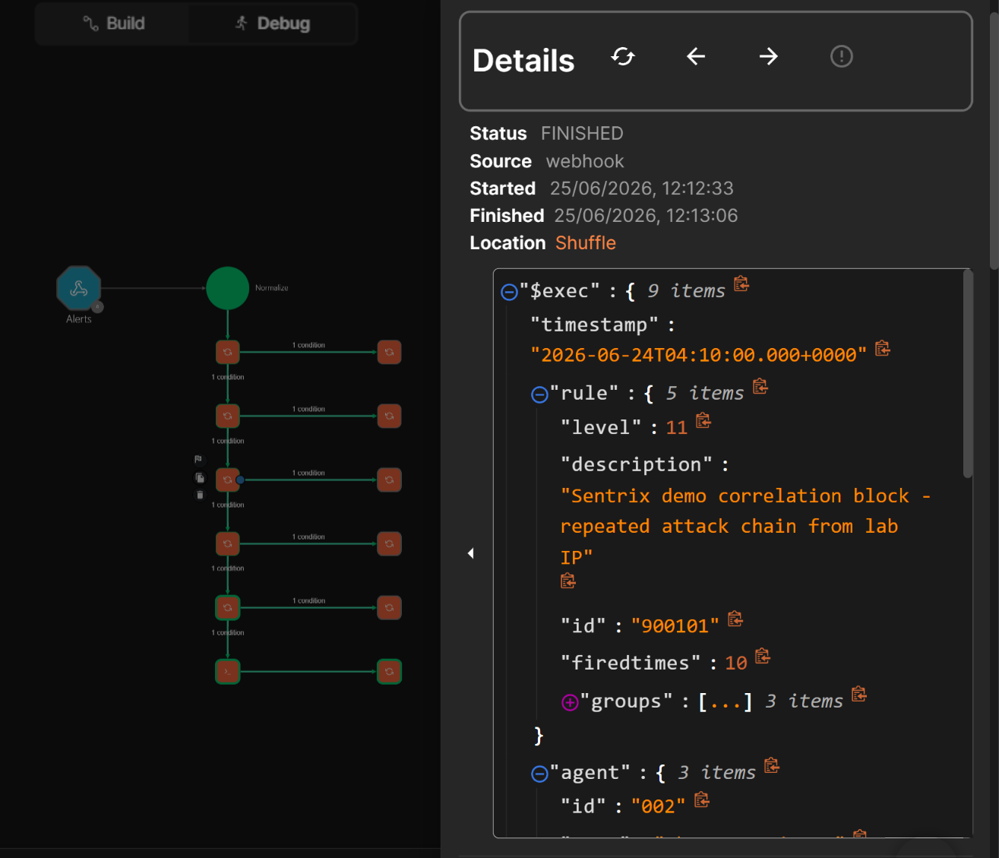 Build
Debug
Alerts
Normalize
1 condition
1 condition
1 condition
1 condition
1 condition
1 condition
1 condition
1 condition
1 condition
1 condition
Details
Status FINISHED
Source webhook
Started 25/06/2026, 12:12:33
Finished 25/06/2026, 12:13:06
Location Shuffle
"$exec" : { 9 items
"timestamp" :
"2026-06-24T04:10:00.000+0000"
"rule" : { 5 items
"level" : 11
"description" :
"Sentrix demo correlation block -
repeated attack chain from lab
IP"
"id" : "900101"
"firedtimes" : 10
"groups" : [...] 3 items
}
"agent" : { 3 items
"id" : "002"